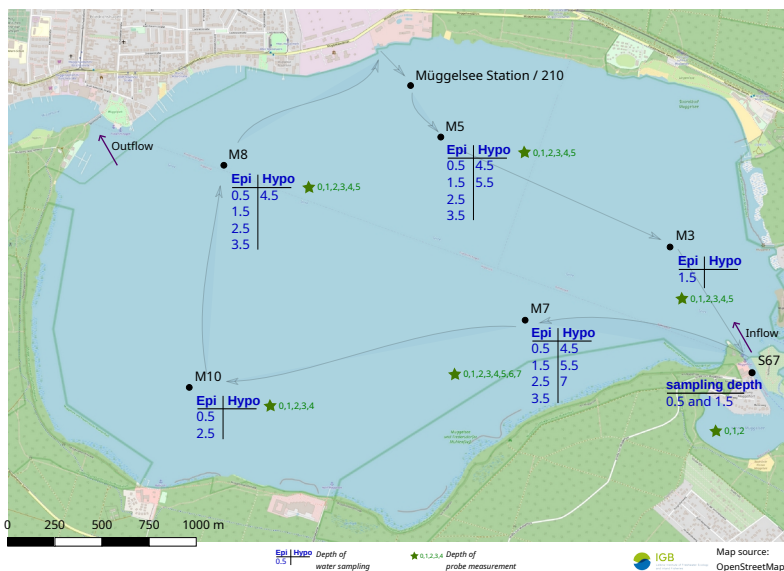 Müggelsee Station / 210
M5
Epi Hypo
0.5 4.5
1.5 5.5
2.5
3.5
0,1,2,3,4,5
Outflow
M8
Epi Hypo
0.5 4.5
1.5
2.5
3.5
0,1,2,3,4,5
M3
Epi Hypo
1.5
0,1,2,3,4,5
Inflow
S67
sampling depth
0.5 and 1.5
0,1,2
M7
Epi Hypo
0.5 4.5
1.5 5.5
2.5 7
3.5
0,1,2,3,4,5,6,7
M10
Epi Hypo
0.5
2.5
0,1,2,3,4
0 250 500 750 1000 m
Epi Hypo
0.5
Depth of
water sampling
0,1,2,3,4
Depth of
probe measurement
IGB
Map source:
OpenStreetMap